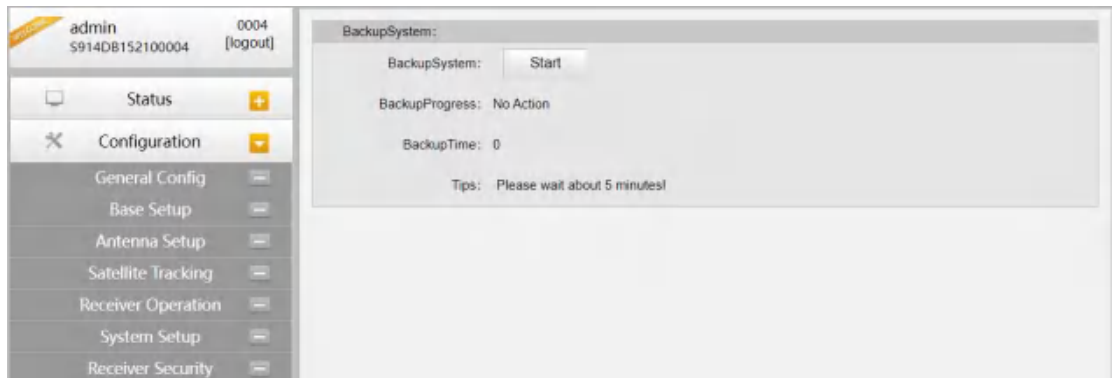 admin
0004
S914DB152100004
[logout]
Status
Configuration
General Config
Base Setup
Antenna Setup
Satellite Tracking
Receiver Operation
System Setup
Receiver Security
BackupSystem:
BackupSystem: Start
BackupProgress: No Action
BackupTime: 0
Tips: Please wait about 5 minutes!